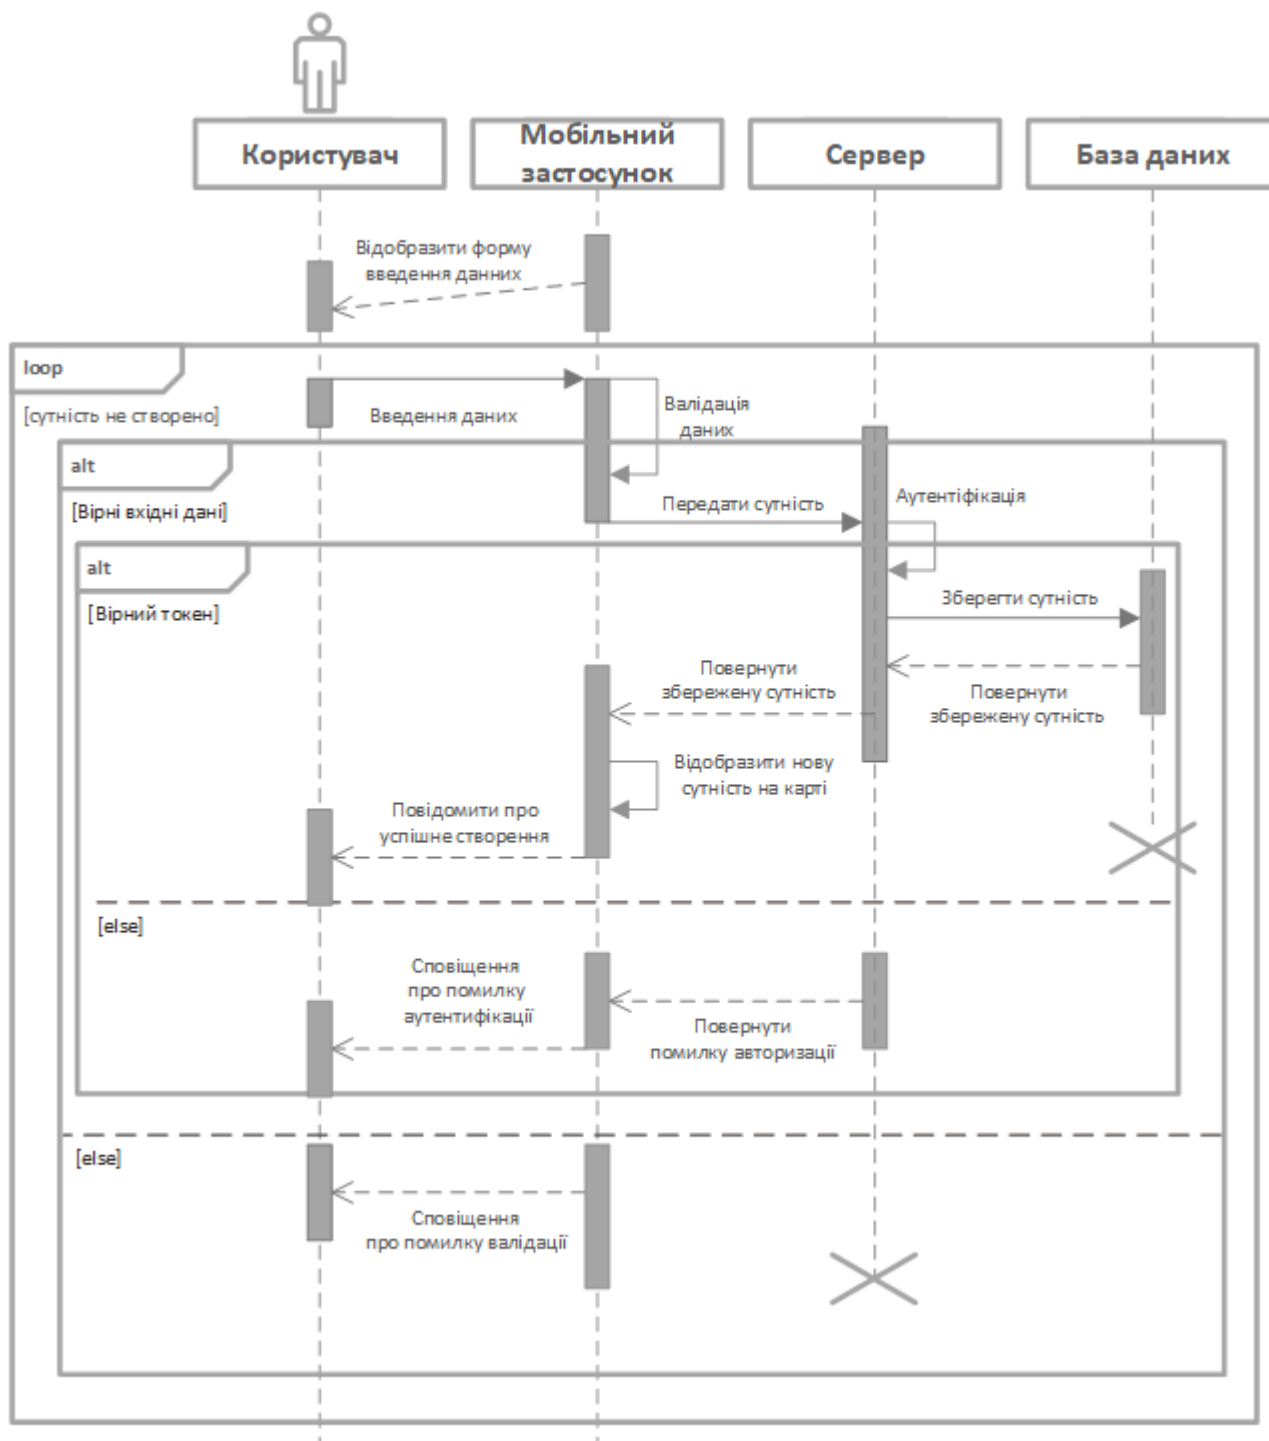 Користувач
Мобільний
застосунок
Сервер
База даних
Відобразити форму
введення данних
loop
[сутність не створено]
Введення даних
Валідація
даних
alt
[Вірні вхідні дані]
Передати сутність
Аутентіфікація
alt
[Вірний токен]
Зберегти сутність
Повернути
збережену сутність
Повернути
збережену сутність
Відобразити нову
сутність на карті
Повідомити про
успішне створення
[else]
Сповіщення
про помилку
аутентифікації
Повернути
помилку авторизації
[else]
Сповіщення
про помилку валідації